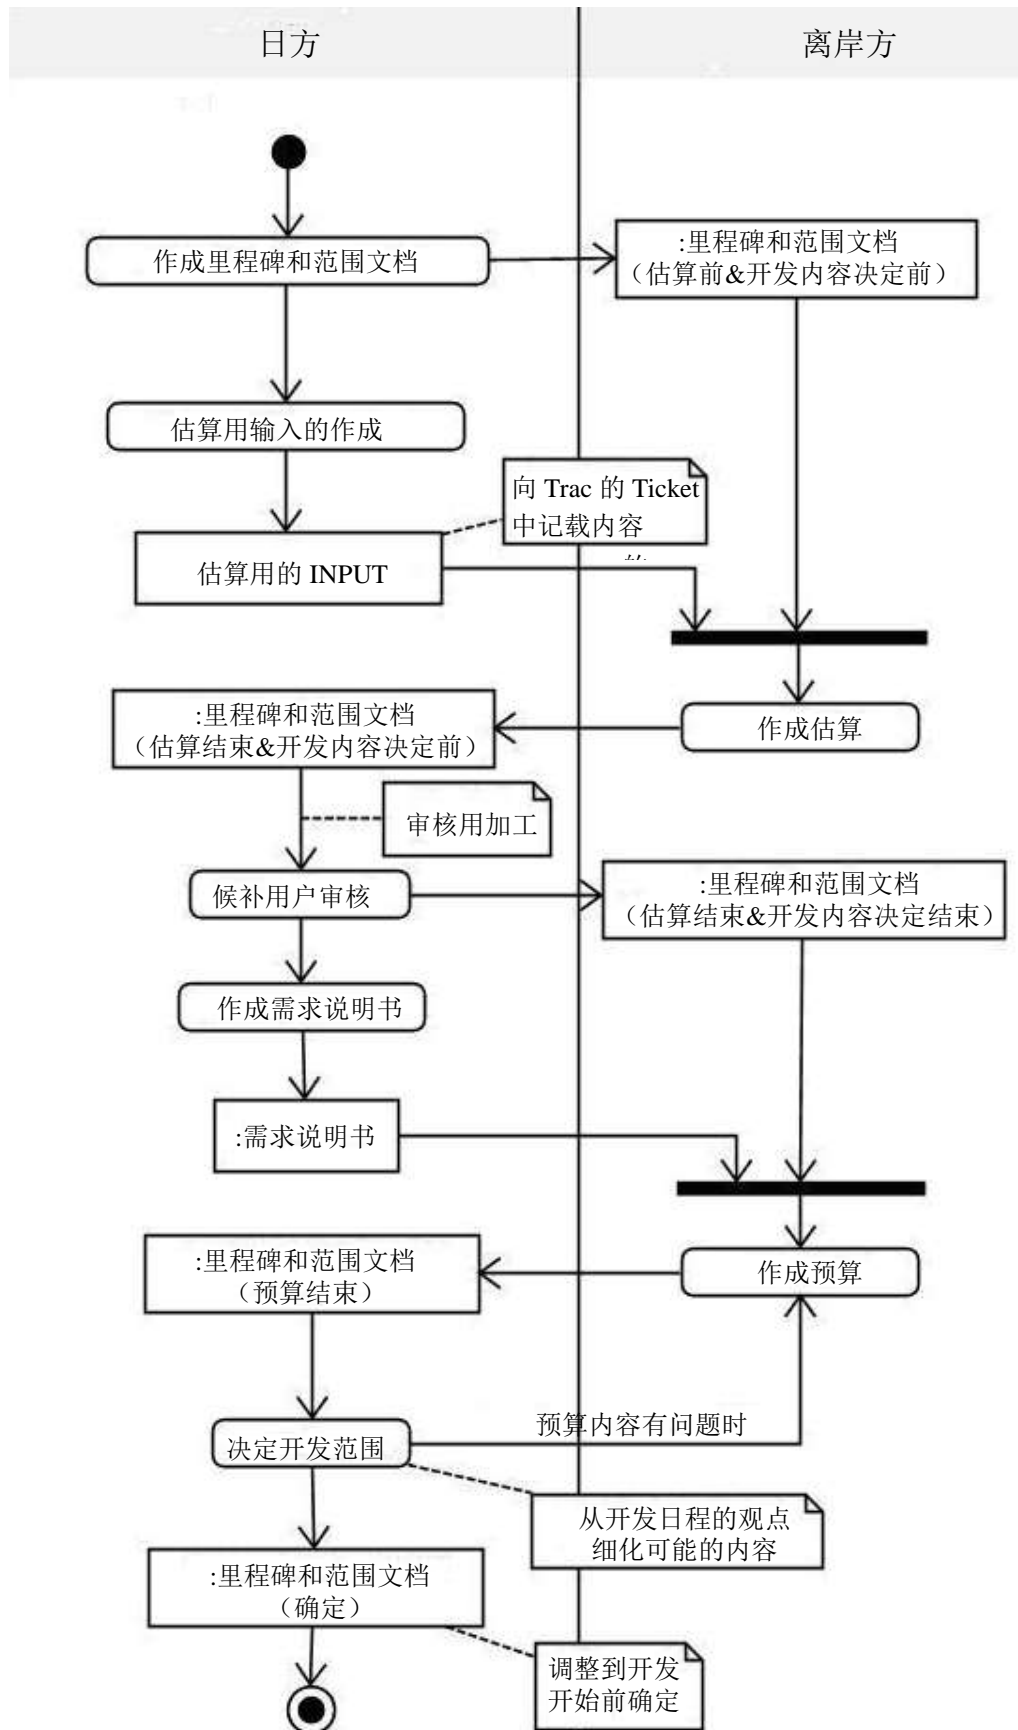 日方
离岸方
作成里程碑和范围文档
:里程碑和范围文档
（估算前&开发内容决定前）
估算用输入的作成
向 Trac 的 Ticket
中记载内容
估算用的 INPUT
:里程碑和范围文档
（估算结束&开发内容决定前）
作成估算
审核用加工
候补用户审核
:里程碑和范围文档
（估算结束&开发内容决定结束）
作成需求说明书
:需求说明书
:里程碑和范围文档
（预算结束）
作成预算
预算内容有问题时
决定开发范围
从开发日程的观点
细化可能的内容
:里程碑和范围文档
（确定）
调整到开发
开始前确定